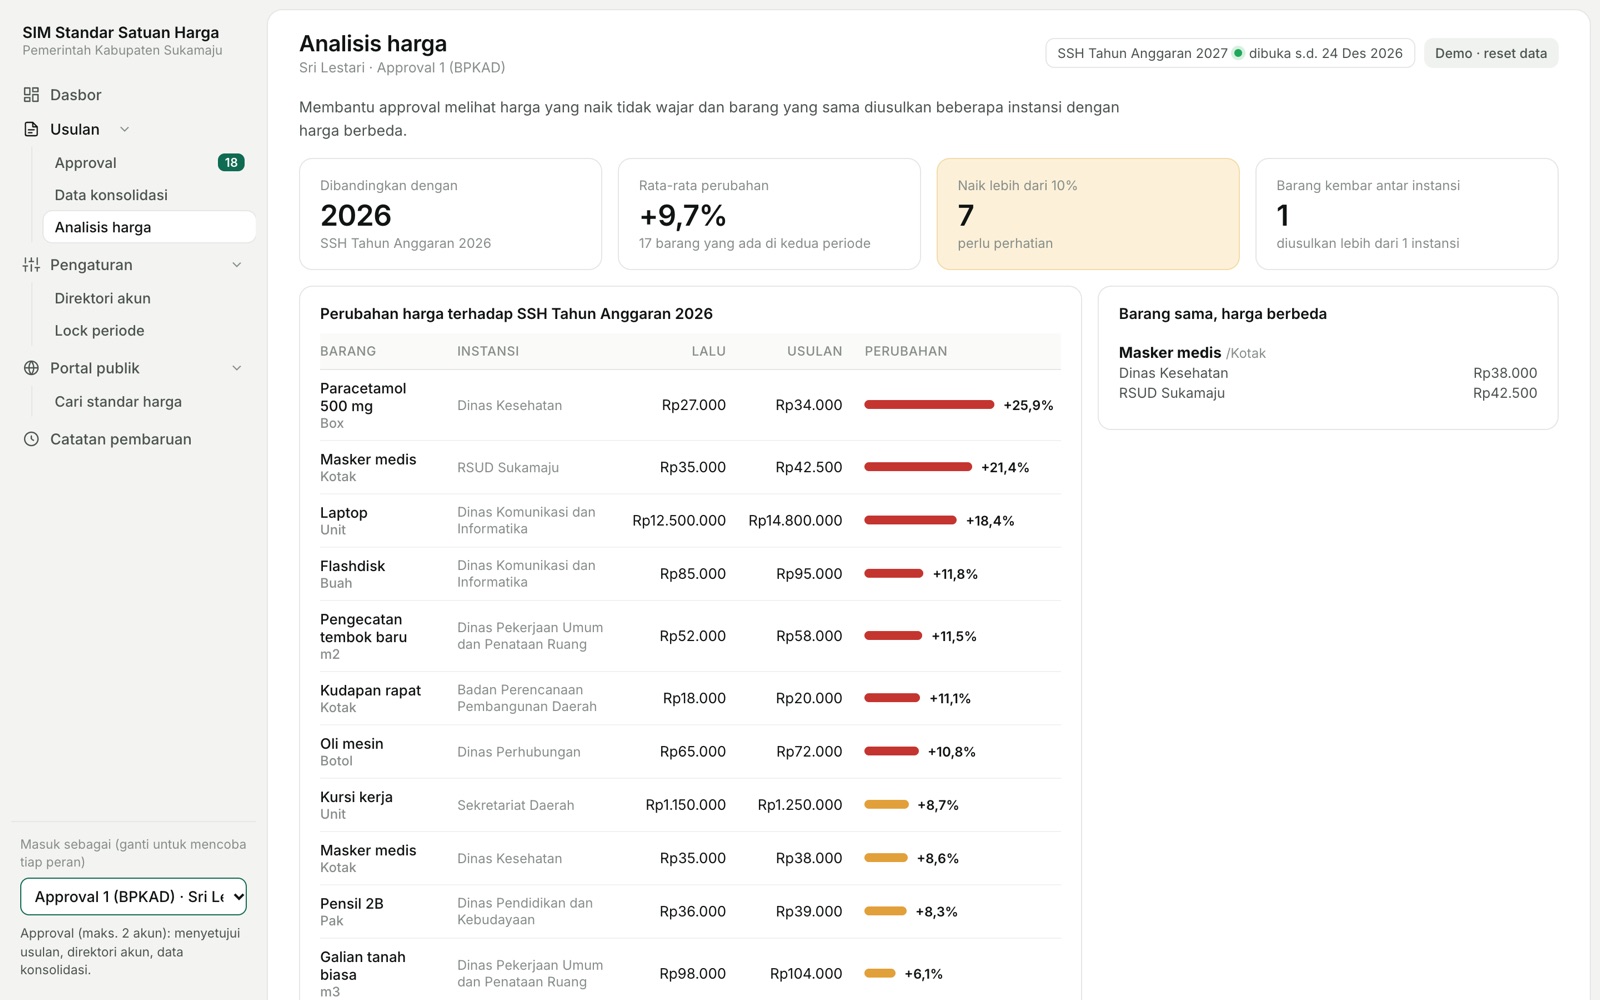 SIM Standar Satuan Harga
Pemerintah Kabupaten Sukamaju
Dasbor
Usulan
Approval 18
Data konsolidasi
Analisis harga
Pengaturan
Direktori akun
Lock periode
Portal publik
Cari standar harga
Catatan pembaruan
Masuk sebagai (ganti untuk mencoba
tiap peran)
Approval 1 (BPKAD) · Sri Le
Approval (maks. 2 akun): menyetujui
usulan, direktori akun, data
konsolidasi.
Analisis harga
Sri Lestari · Approval 1 (BPKAD)
SSH Tahun Anggaran 2027 dibuka s.d. 24 Des 2026
Demo · reset data
Membantu approval melihat harga yang naik tidak wajar dan barang yang sama diusulkan beberapa instansi dengan
harga berbeda.
Dibandingkan dengan
2026
SSH Tahun Anggaran 2026
Rata-rata perubahan
+9,7%
17 barang yang ada di kedua periode
Naik lebih dari 10%
7
perlu perhatian
Barang kembar antar instansi
1
diusulkan lebih dari 1 instansi
Perubahan harga terhadap SSH Tahun Anggaran 2026
BARANG INSTANSI LALU USULAN PERUBAHAN
Paracetamol
500 mg
Box
Dinas Kesehatan Rp27.000 Rp34.000 +25,9%
Masker medis
Kotak
RSUD Sukamaju Rp35.000 Rp42.500 +21,4%
Laptop
Unit
Dinas Komunikasi dan
Informatika
Rp12.500.000 Rp14.800.000 +18,4%
Flashdisk
Buah
Dinas Komunikasi dan
Informatika
Rp85.000 Rp95.000 +11,8%
Pengecatan
tembok baru
m2
Dinas Pekerjaan Umum
dan Penataan Ruang
Rp52.000 Rp58.000 +11,5%
Kudapan rapat
Kotak
Badan Perencanaan
Pembangunan Daerah
Rp18.000 Rp20.000 +11,1%
Oli mesin
Botol
Dinas Perhubungan Rp65.000 Rp72.000 +10,8%
Kursi kerja
Unit
Sekretariat Daerah Rp1.150.000 Rp1.250.000 +8,7%
Masker medis
Kotak
Dinas Kesehatan Rp35.000 Rp38.000 +8,6%
Pensil 2B
Pak
Dinas Pendidikan dan
Kebudayaan
Rp36.000 Rp39.000 +8,3%
Galian tanah
biasa
m3
Dinas Pekerjaan Umum
dan Penataan Ruang
Rp98.000 Rp104.000 +6,1%
Barang sama, harga berbeda
Masker medis /Kotak
Dinas Kesehatan Rp38.000
RSUD Sukamaju Rp42.500